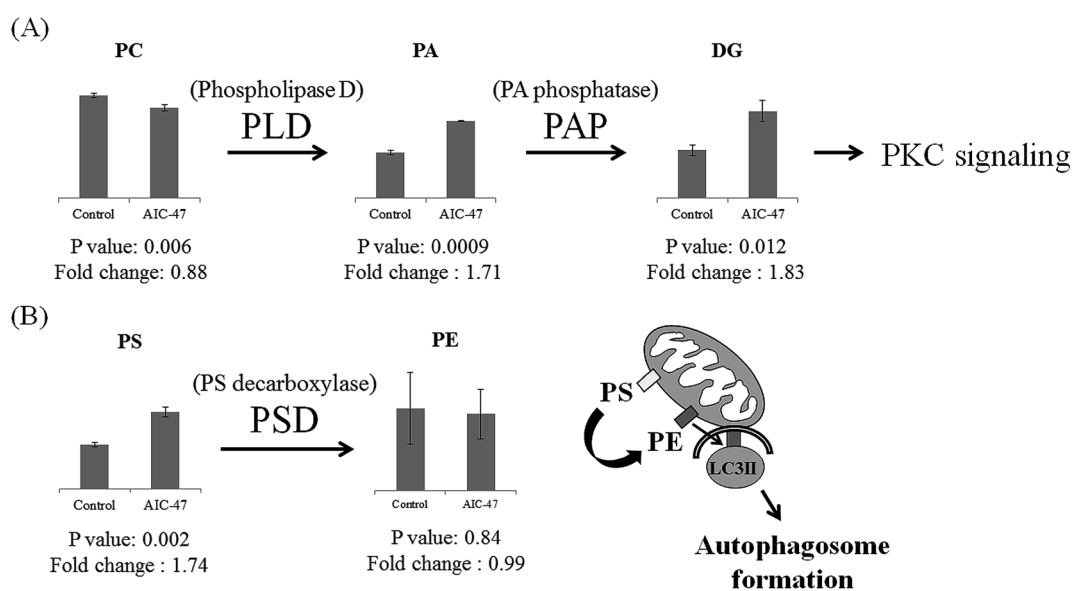 (A)
PC
PA
DG
(Phospholipase D)
PLD
(PA phosphatase)
PAP
PKC signaling
Control
AIC-47
Control
AIC-47
Control
AIC-47
P value: 0.006
Fold change: 0.88
P value: 0.0009
Fold change : 1.71
P value: 0.012
Fold change : 1.83
(B)
PS
PE
(PS decarboxylase)
PSD
Control
AIC-47
Control
AIC-47
P value: 0.002
Fold change : 1.74
P value: 0.84
Fold change : 0.99
PS
PE
LC3II
Autophagosome
formation